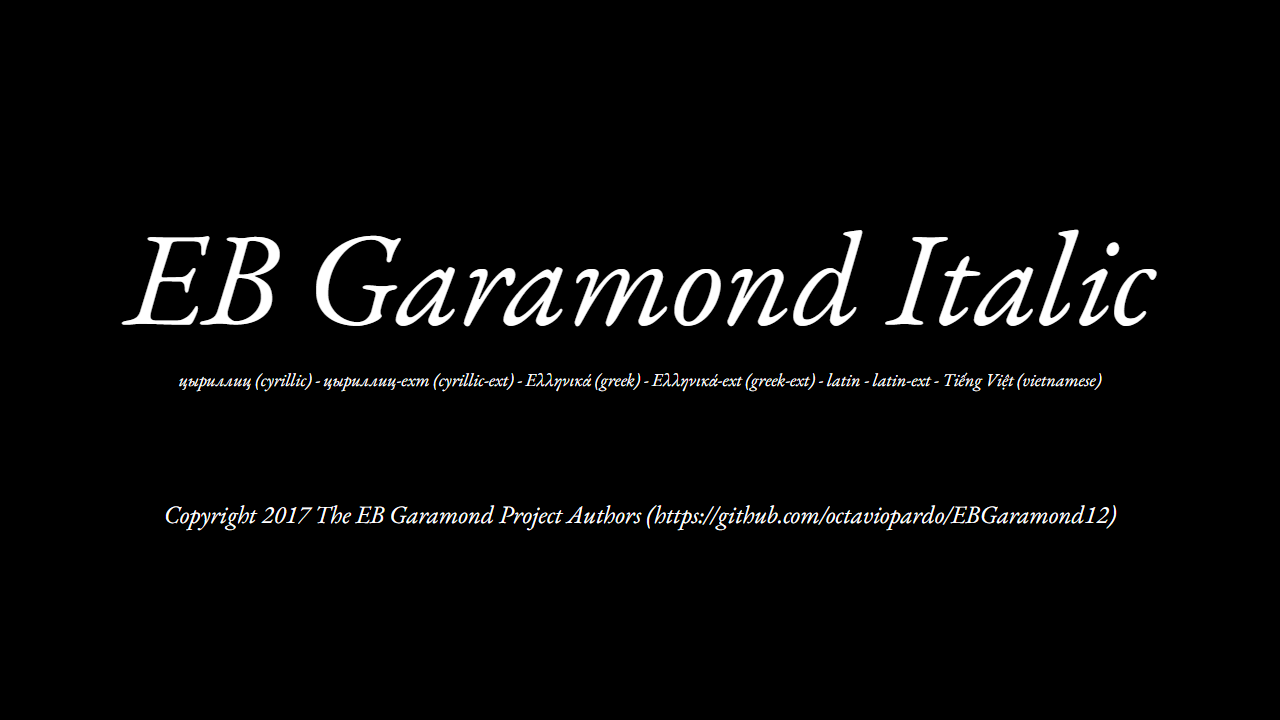 EB Garamond Italic
цыриллиц (cyrillic) - цыриллиц-ext (cyrillic-ext) - Ελληνικά (greek) - Ελληνικά-ext (greek-ext) - latin - latin-ext - Tiếng Việt (vietnamese)
Copyright 2017 The EB Garamond Project Authors (https://github.com/octaviopardo/EBGaramond12)